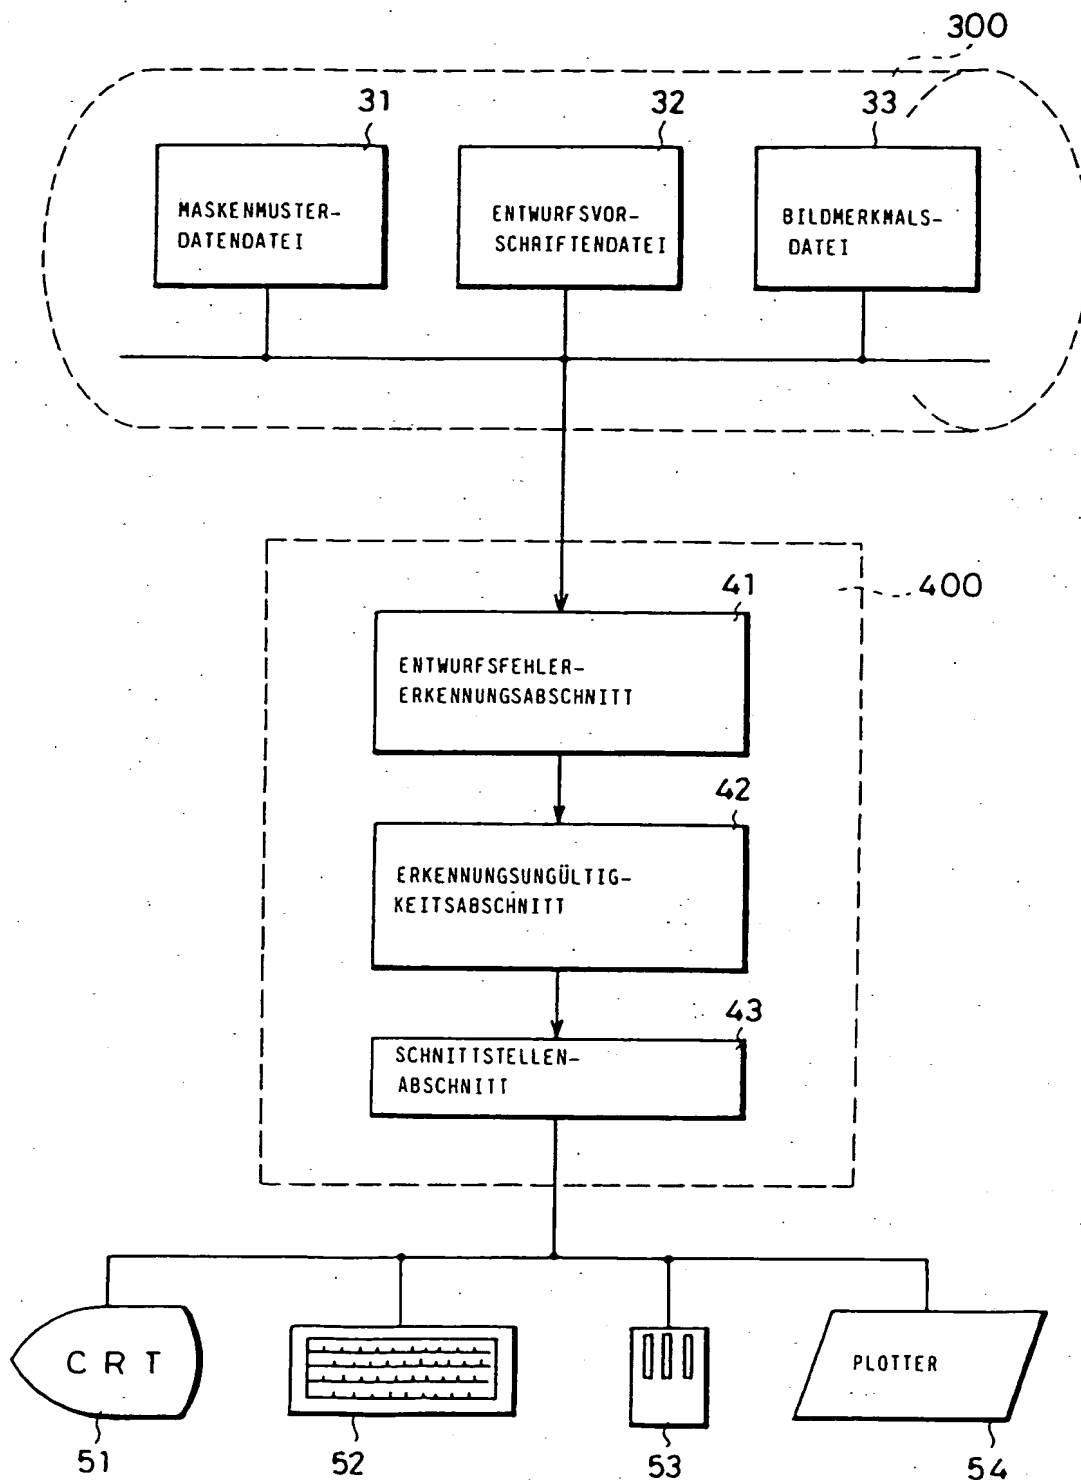 300
31
32
33
MASKENMUSTER-
DATENDATEI
ENTWURFSVOR-
SCHRIFTENDATEI
BILDMERKMALS-
DATEI
400
41
ENTWURFSFEHLER-
ERKENNUNGSABSCHNITT
42
ERKENNUNGSUNGÜLTIG-
KEITSABSCHNITT
43
SCHNITTSTELLEN-
ABSCHNITT
CRT
PLOTTER
51
52
53
54